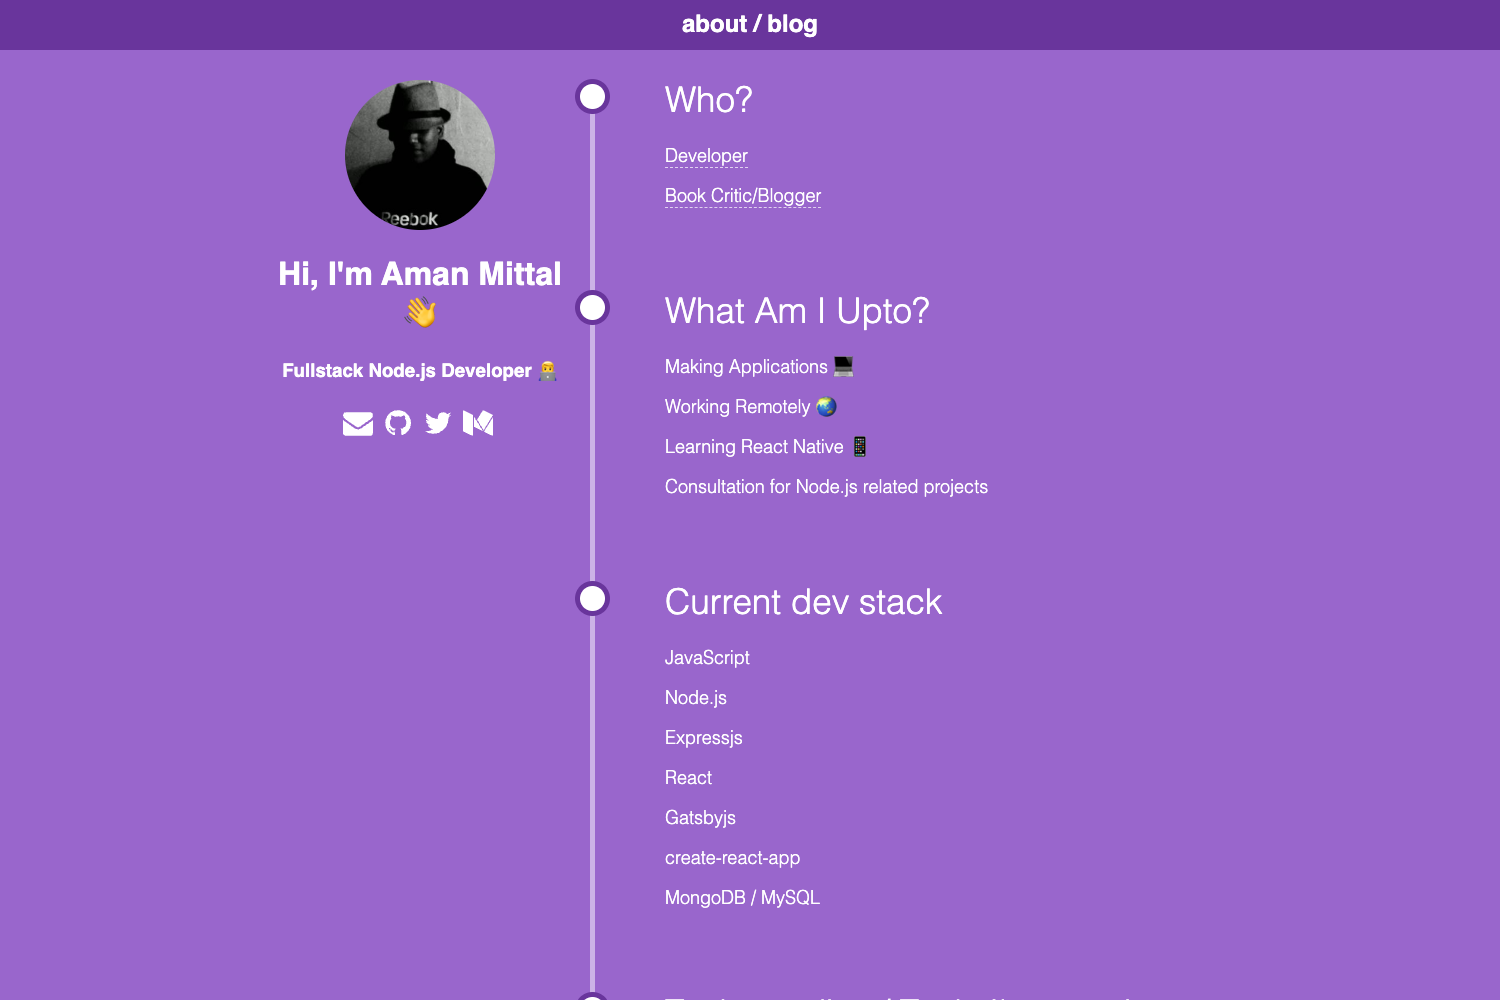 about / blog
Reebok
Hi, I'm Aman Mittal
👋
Fullstack Node.js Developer 👨‍💻
Who?
Developer
Book Critic/Blogger
What Am I Upto?
Making Applications 💻
Working Remotely 🌏
Learning React Native 📱
Consultation for Node.js related projects
Current dev stack
JavaScript
Node.js
Expressjs
React
Gatsbyjs
create-react-app
MongoDB / MySQL